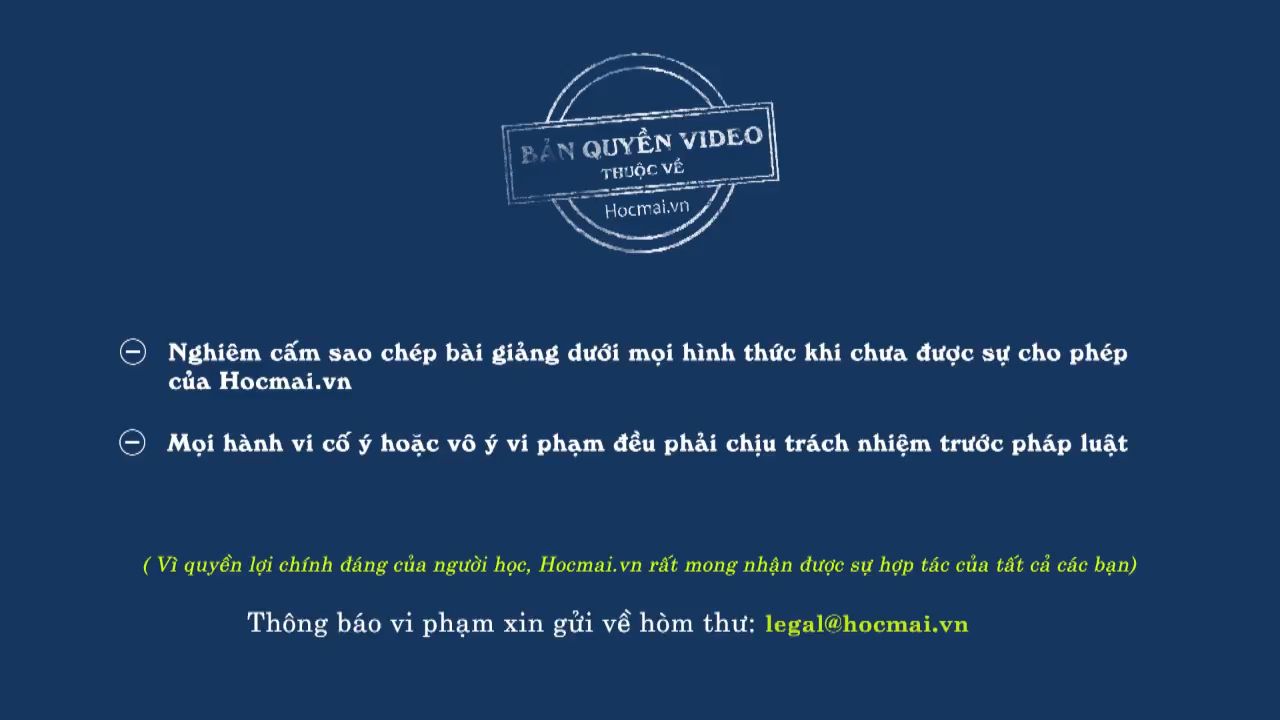 BẢN QUYỀN VIDEO
THUỘC VỀ
Hocmai.vn
Nghiêm cấm sao chép bài giảng dưới mọi hình thức khi chưa được sự cho phép
của Hocmai.vn
Mọi hành vi cố ý hoặc vô ý vi phạm đều phải chịu trách nhiệm trước pháp luật
( Vì quyền lợi chính đáng của người học, Hocmai.vn rất mong nhận được sự hợp tác của tất cả các bạn)
Thông báo vi phạm xin gửi về hòm thư: legal@hocmai.vn